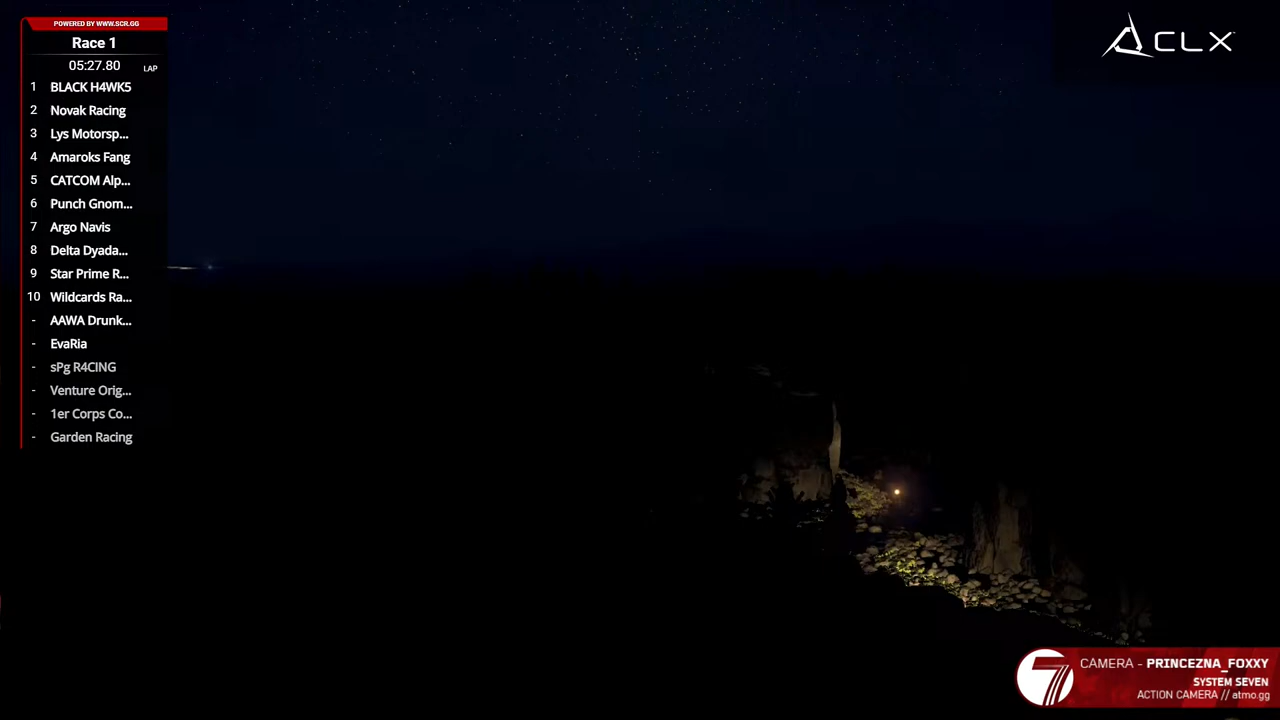 POWERED BY WWW.SCR.GG
Race 1
05:27.80 LAP
1 BLACK H4WK5
2 Novak Racing
3 Lys Motorsp...
4 Amaroks Fang
5 CATCOM Alp...
6 Punch Gnom...
7 Argo Navis
8 Delta Dyada...
9 Star Prime R...
10 Wildcards Ra...
- AAWA Drunk...
- EvaRia
- sPg R4CING
- Venture Orig...
- 1er Corps Co...
- Garden Racing
CLX
7
CAMERA - PRINCEZNA_FOXXY
SYSTEM SEVEN
ACTION CAMERA // atmo.gg